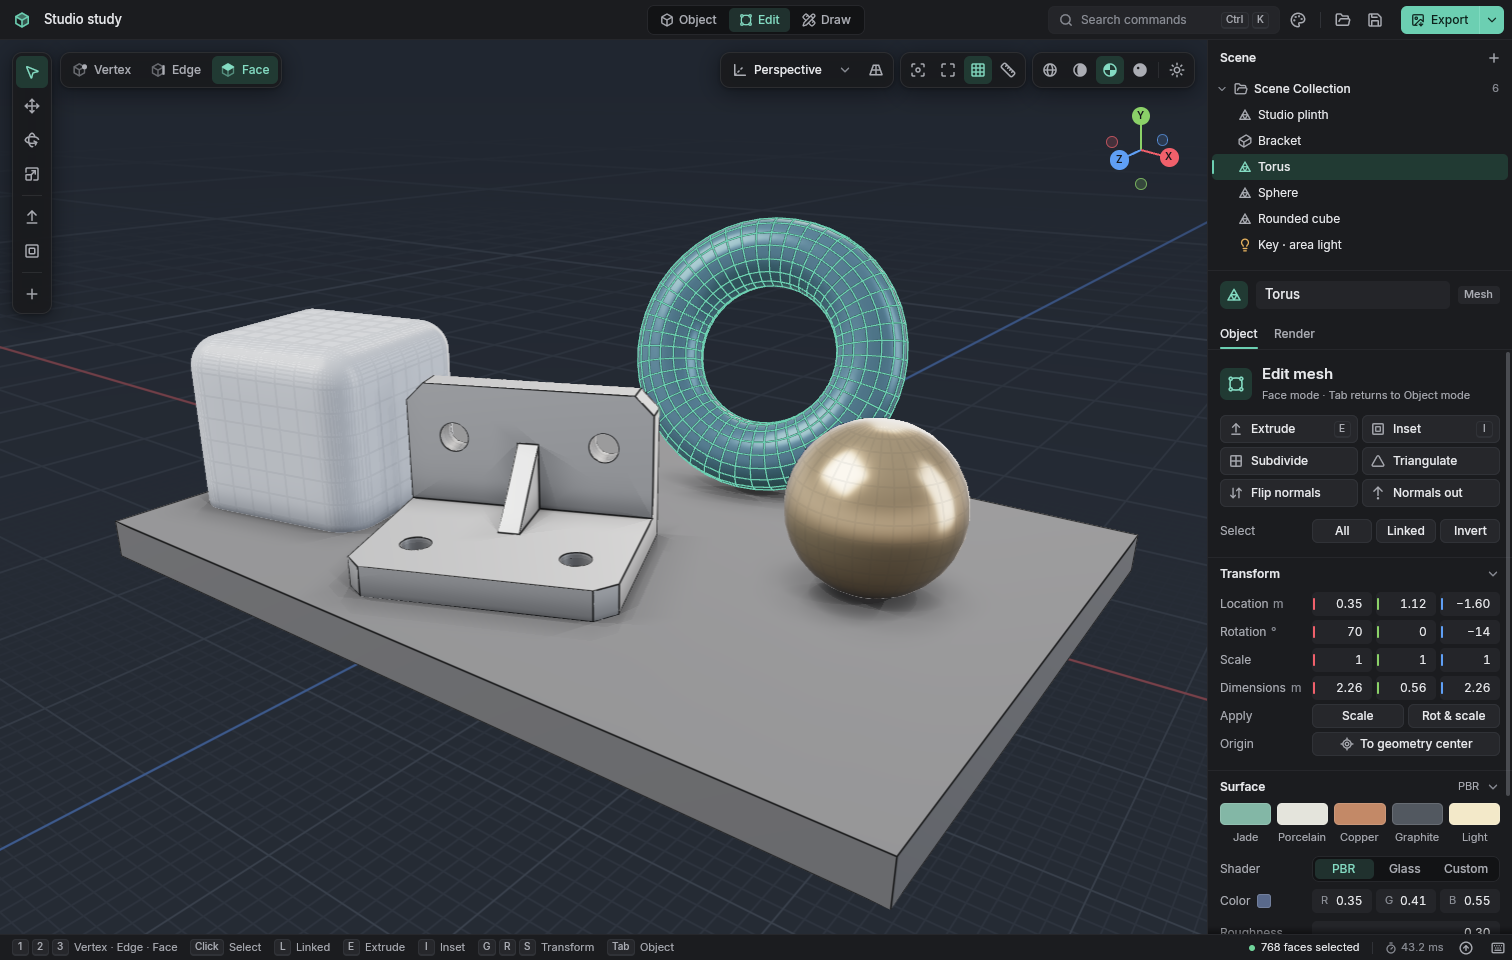 Studio study
Object Edit Draw
Search commands Ctrl K
Export
Vertex Edge Face
Perspective
Y
X
Z
Scene
Scene Collection 6
Studio plinth
Bracket
Torus
Sphere
Rounded cube
Key · area light
Torus Mesh
Object Render
Edit mesh
Face mode · Tab returns to Object mode
Extrude E Inset I
Subdivide Triangulate
Flip normals Normals out
Select All Linked Invert
Transform
Location m 0.35 1.12 −1.60
Rotation ° 70 0 −14
Scale 1 1 1
Dimensions m 2.26 0.56 2.26
Apply Scale Rot & scale
Origin To geometry center
Surface PBR
Jade Porcelain Copper Graphite Light
Shader PBR Glass Custom
Color R 0.35 G 0.41 B 0.55
Roughness 0.30
1 2 3 Vertex · Edge · Face Click Select L Linked E Extrude I Inset G R S Transform Tab Object
768 faces selected 43.2 ms